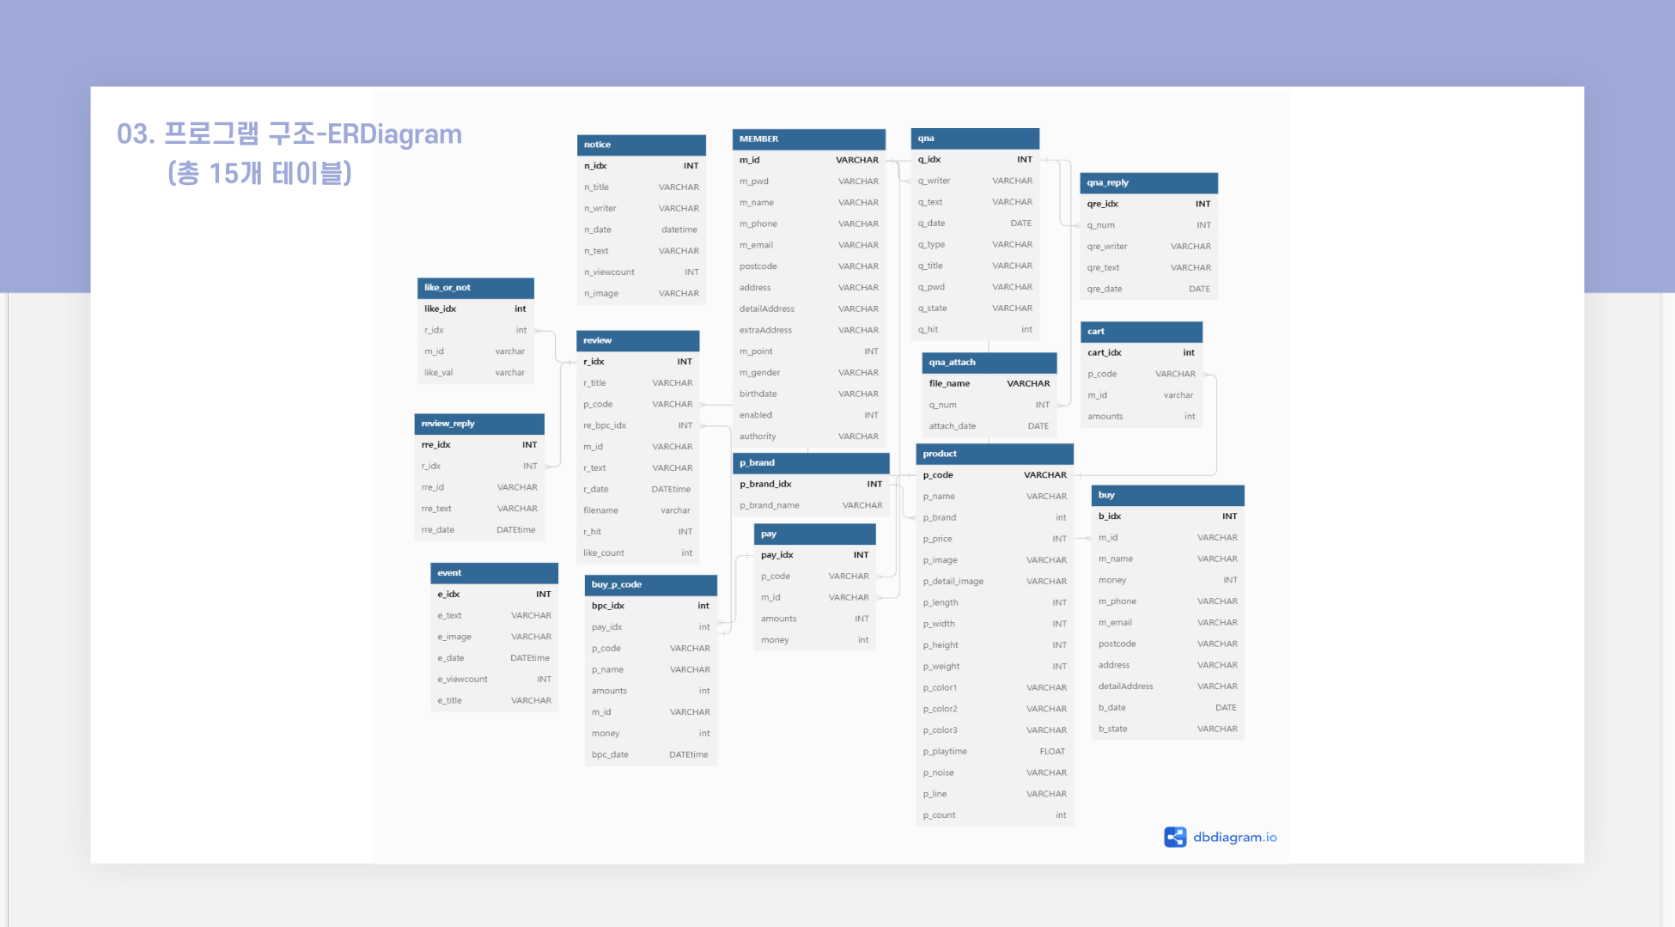 03. 프로그램 구조-ERDiagram
(총 15개 테이블)
notice
n_idx INT
n_title VARCHAR
n_writer VARCHAR
n_date datetime
n_text VARCHAR
n_viewcount INT
n_image VARCHAR
MEMBER
m_id VARCHAR
m_pwd VARCHAR
m_name VARCHAR
m_phone VARCHAR
m_email VARCHAR
postcode VARCHAR
address VARCHAR
detailAddress VARCHAR
extraAddress VARCHAR
m_point INT
m_gender VARCHAR
birthdate VARCHAR
enabled INT
authority VARCHAR
qna
q_idx INT
q_writer VARCHAR
q_text VARCHAR
q_date DATE
q_type VARCHAR
q_title VARCHAR
q_pwd VARCHAR
q_state VARCHAR
q_hit int
qna_reply
qre_idx INT
q_num INT
qre_writer VARCHAR
qre_text VARCHAR
qre_date DATE
like_or_not
like_idx int
r_idx int
m_id varchar
like_val varchar
review
r_idx INT
r_title VARCHAR
p_code VARCHAR
re_bpc_idx INT
m_id VARCHAR
r_text VARCHAR
r_date DATEtime
filename varchar
r_hit INT
like_count int
qna_attach
file_name VARCHAR
q_num INT
attach_date DATE
cart
cart_idx int
p_code VARCHAR
m_id varchar
amounts int
review_reply
rre_idx INT
r_idx INT
rre_id VARCHAR
rre_text VARCHAR
rre_date DATEtime
p_brand
p_brand_idx INT
p_brand_name VARCHAR
product
p_code VARCHAR
p_name VARCHAR
p_brand int
p_price INT
p_image VARCHAR
p_detail_image VARCHAR
p_length INT
p_width INT
p_height INT
p_weight INT
p_color1 VARCHAR
p_color2 VARCHAR
p_color3 VARCHAR
p_playtime FLOAT
p_noise VARCHAR
p_line VARCHAR
p_count int
buy
b_idx INT
m_id VARCHAR
m_name VARCHAR
money INT
m_phone VARCHAR
m_email VARCHAR
postcode VARCHAR
address VARCHAR
detailAddress VARCHAR
b_date DATE
b_state VARCHAR
pay
pay_idx INT
p_code VARCHAR
m_id VARCHAR
amounts INT
money int
event
e_idx INT
e_text VARCHAR
e_image VARCHAR
e_date DATEtime
e_viewcount INT
e_title VARCHAR
buy_p_code
bpc_idx int
pay_idx int
p_code VARCHAR
p_name VARCHAR
amounts int
m_id VARCHAR
money int
bpc_date DATEtime
dbdiagram.io